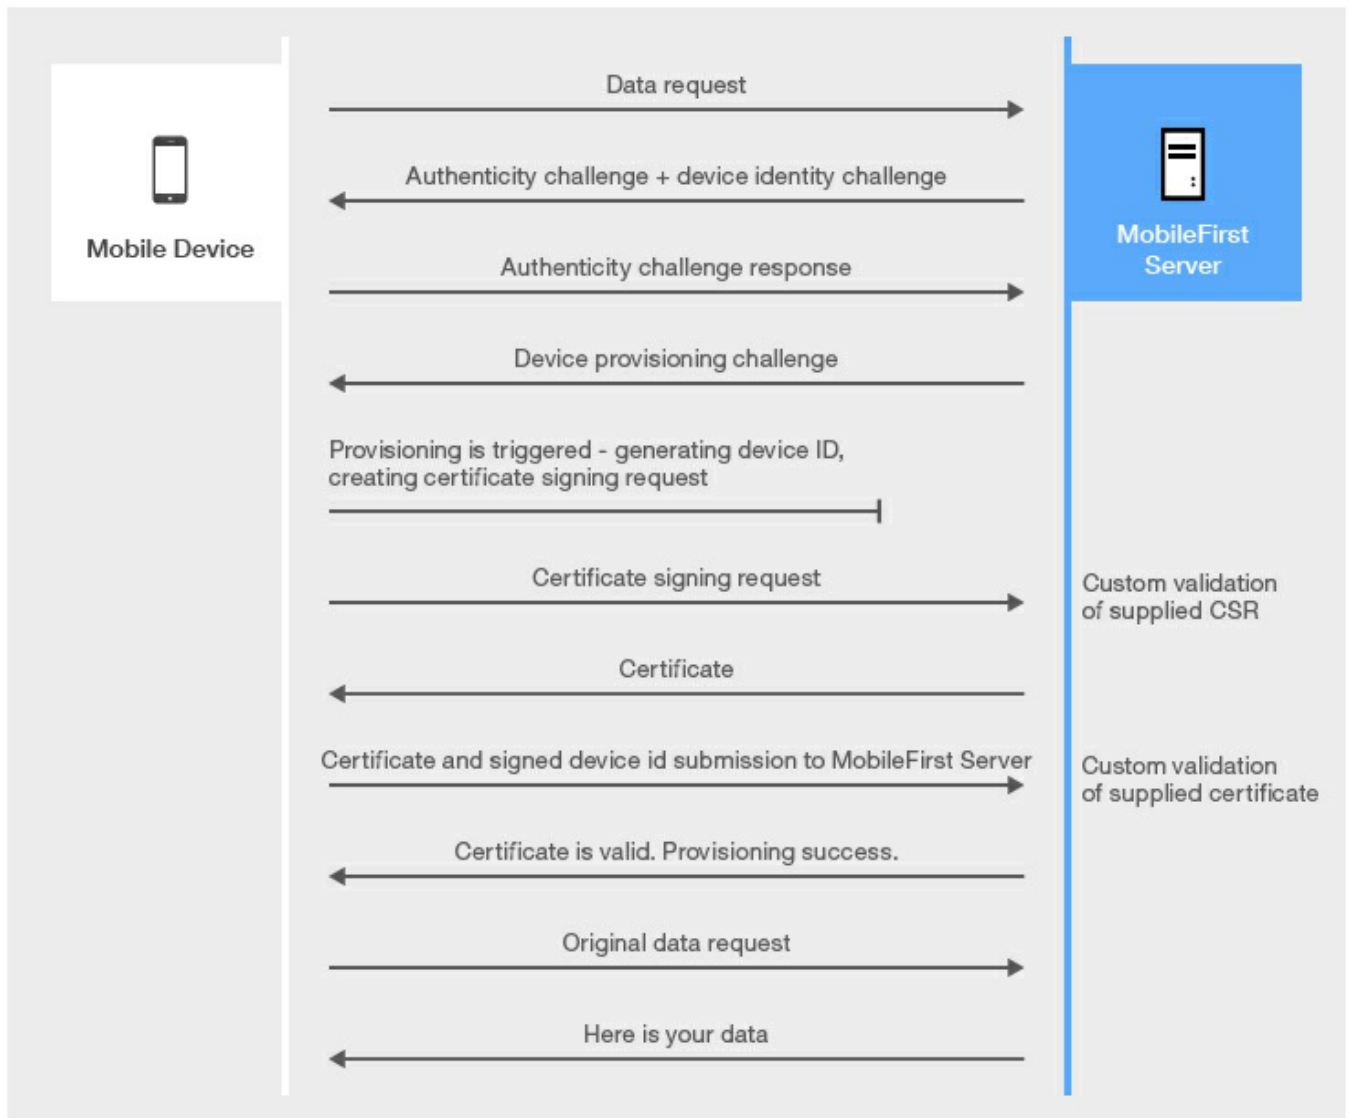 Data request
Authenticity challenge + device identity challenge
Mobile Device
MobileFirst
Server
Authenticity challenge response
Device provisioning challenge
Provisioning is triggered - generating device ID,
creating certificate signing request
Certificate signing request
Custom validation
of supplied CSR
Certificate
Certificate and signed device id submission to MobileFirst Server
Custom validation
of supplied certificate
Certificate is valid. Provisioning success.
Original data request
Here is your data